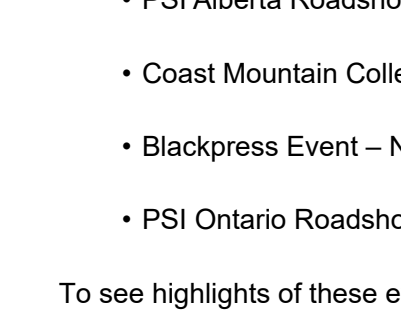 • PSI Alberta Roadsho
• Coast Mountain Colle
• Blackpress Event –
• PSI Ontario Roadsho
To see highlights of these e